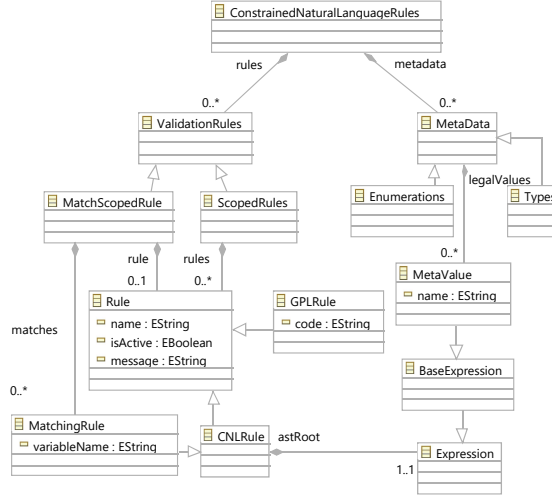 ConstrainedNaturalLanguageRules
rules
metadata
0..*
0..*
ValidationRules
MetaData
legalValues
MatchScopedRule
ScopedRules
Enumerations
Types
rule
rules
0..1
0..*
0..*
MetaValue
name : EString
Rule
name : EString
isActive : EBoolean
message : EString
GPLRule
code : EString
matches
BaseExpression
0..*
MatchingRule
variableName : EString
CNLRule
astRoot
Expression
1..1